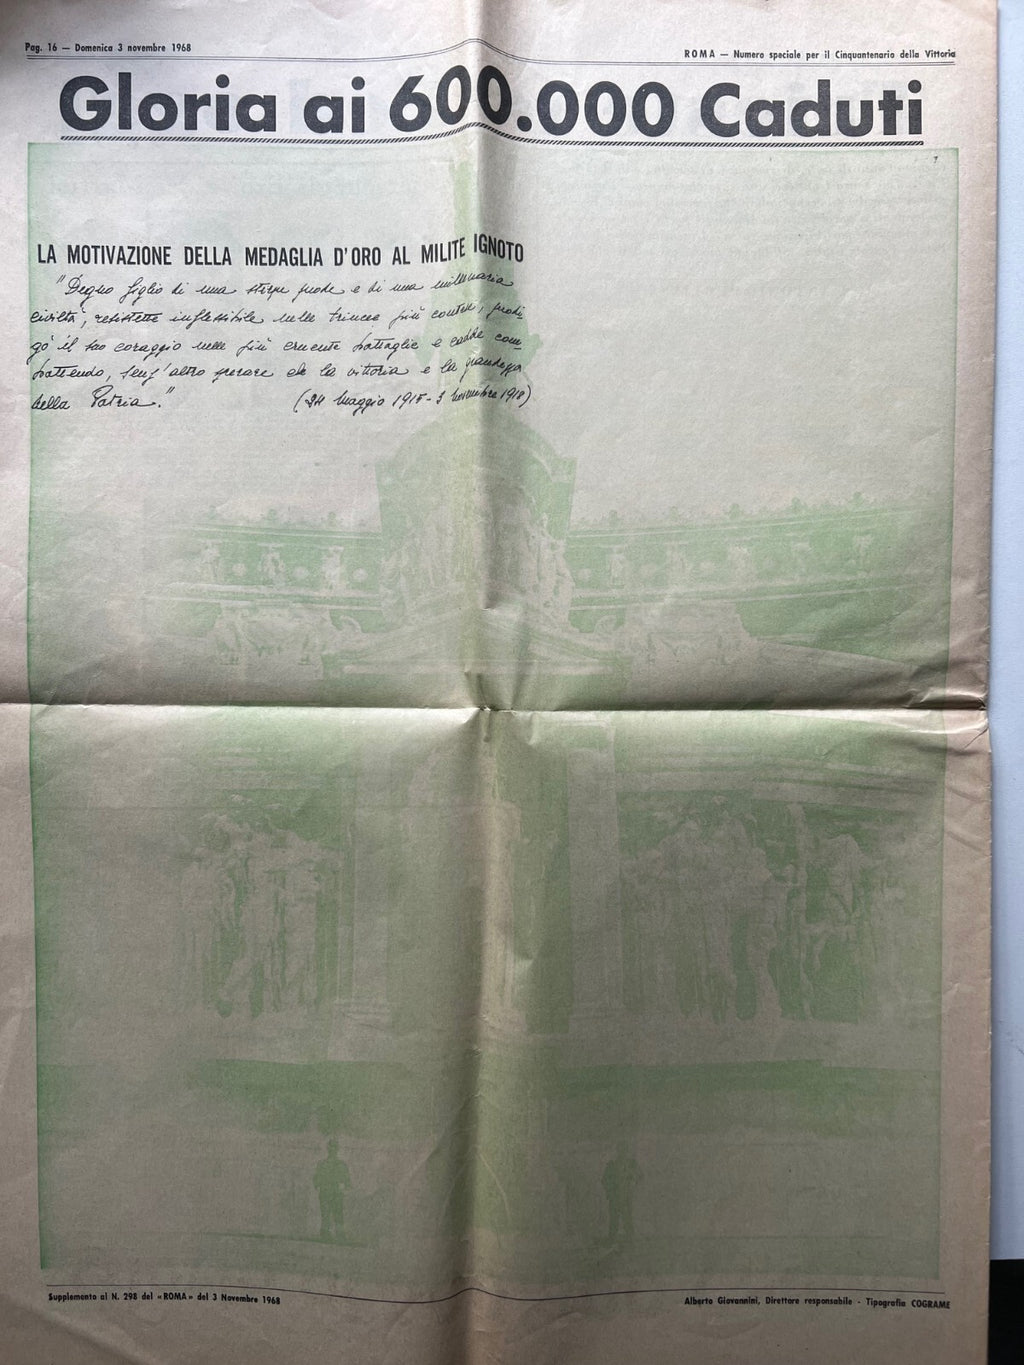 Pag. 16 — Domenica 3 novembre 1968
ROMA — Numero speciale per il Cinquantenario della Vittoria
Gloria ai 600.000 Caduti
LA MOTIVAZIONE DELLA MEDAGLIA D'ORO AL MILITE IGNOTO
"Degno figlio di una stirpe prode e di una millenaria
civiltà, resistette inflessibile nelle trincee più contese, prodi
gò il suo coraggio nelle più cruente battaglie e cadde com
battendo, senz'altro sperare che la vittoria e la grandezza
della Patria."
(24 Maggio 1915 - 3 Novembre 1918)
Supplemento al N. 298 del «ROMA» del 3 Novembre 1968
Alberto Giovannini, Direttore responsabile - Tipografia COGRAME